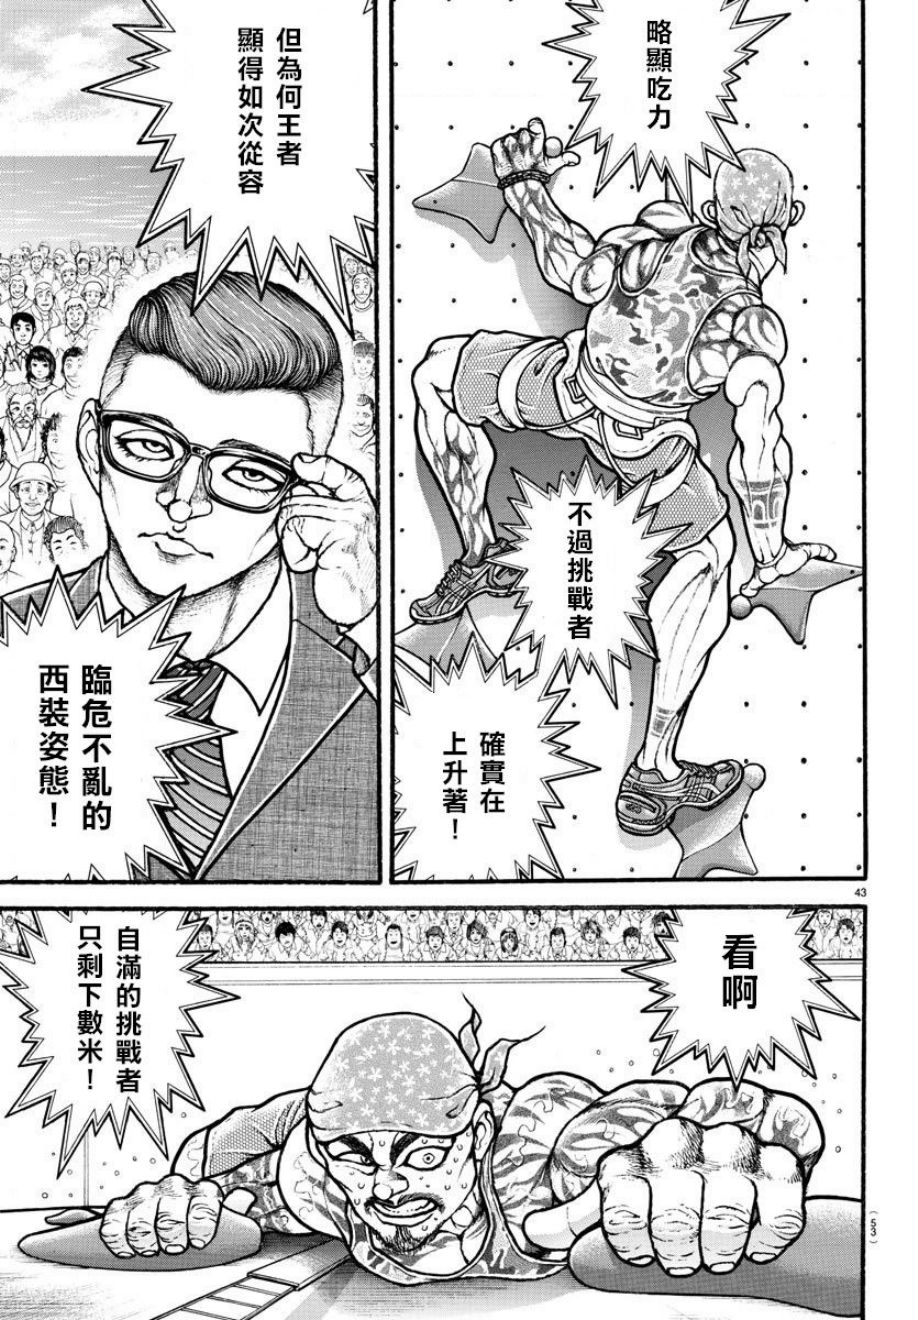 略顯吃力
不過挑戰者
確實在
上升著！
但為何王者
顯得如次從容
臨危不亂的
西裝姿態！
43
看啊
自滿的挑戰者
只剩下數米！
（53）